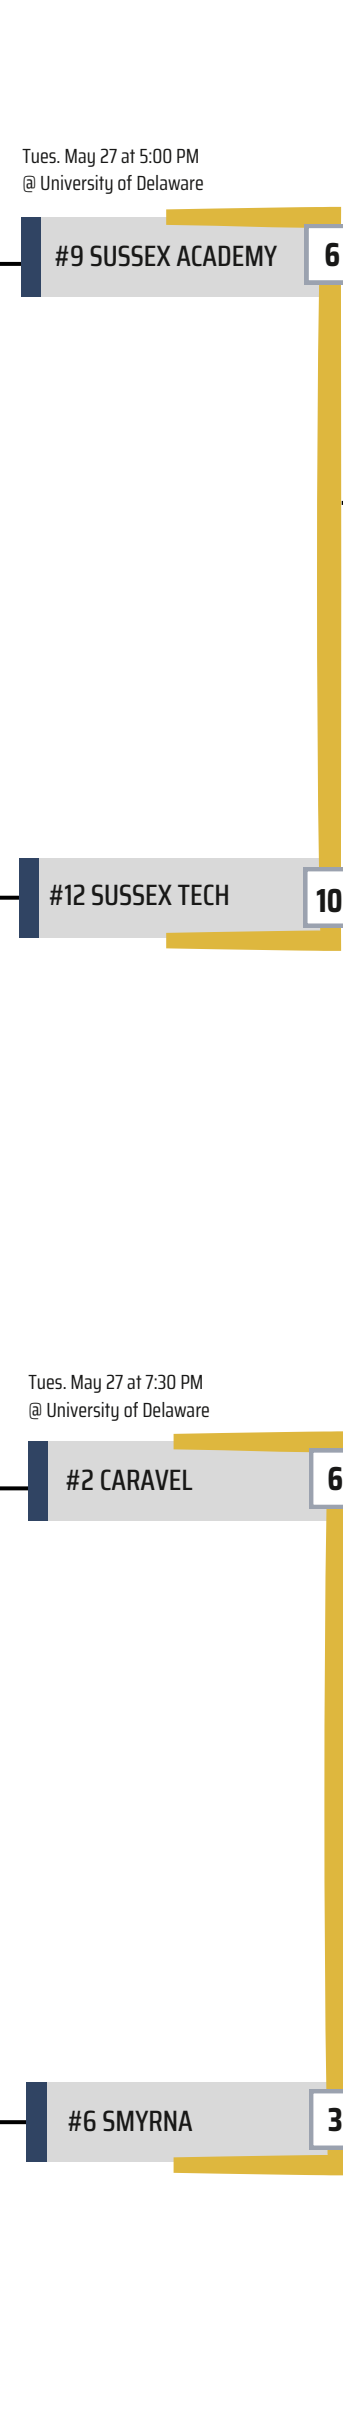 Tues. May 27 at 5:00 PM
@ University of Delaware
#9 SUSSEX ACADEMY 6
#12 SUSSEX TECH 10
Tues. May 27 at 7:30 PM
@ University of Delaware
#2 CARAVEL 6
#6 SMYRNA 3